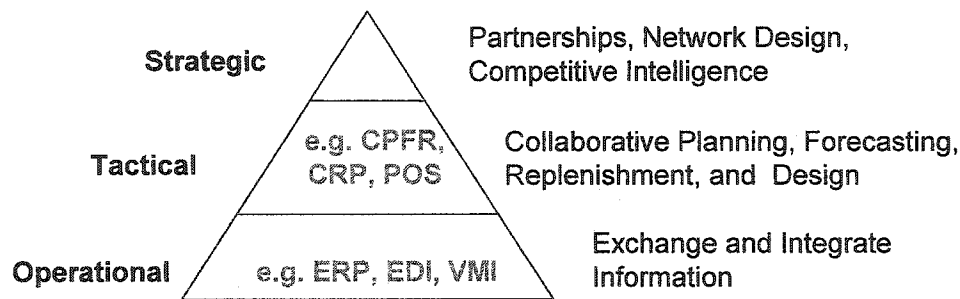 Strategic
Partnerships, Network Design,
Competitive Intelligence
Tactical
e.g. CPFR,
CRP, POS
Collaborative Planning, Forecasting,
Replenishment, and Design
Operational
e.g. ERP, EDI, VMI
Exchange and Integrate
Information